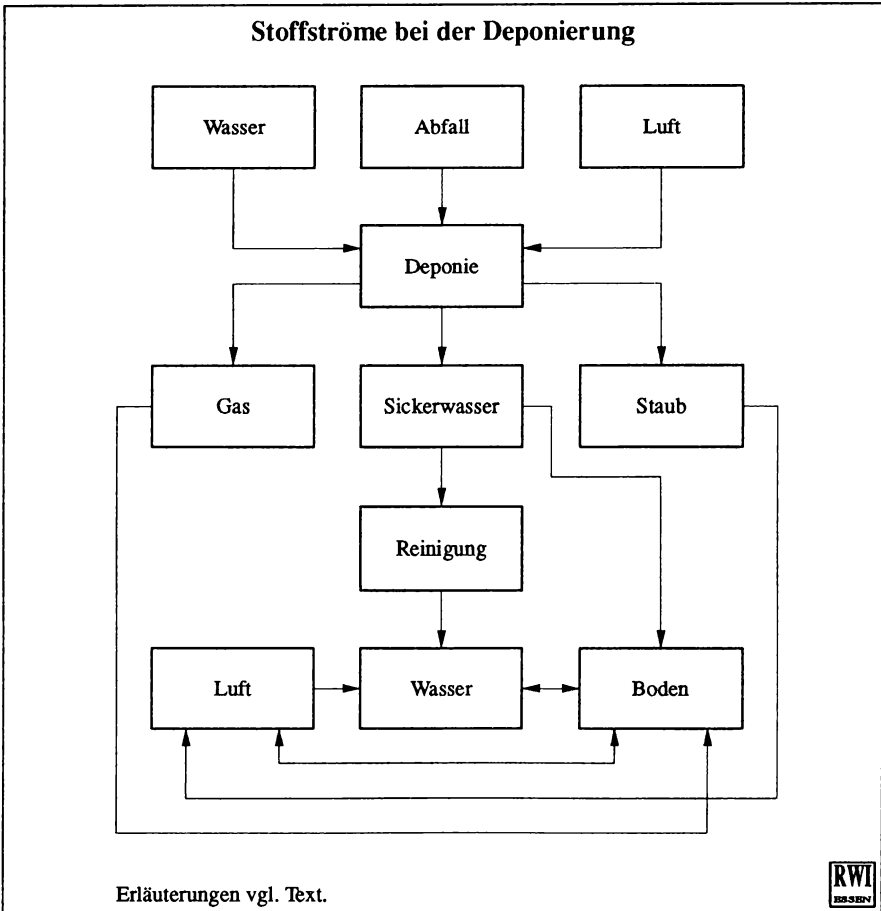 Stoffströme bei der Deponierung
Wasser
Abfall
Luft
Deponie
Gas
Sickerwasser
Staub
Reinigung
Luft
Wasser
Boden
Erläuterungen vgl. Text.
RWI
ESSEN